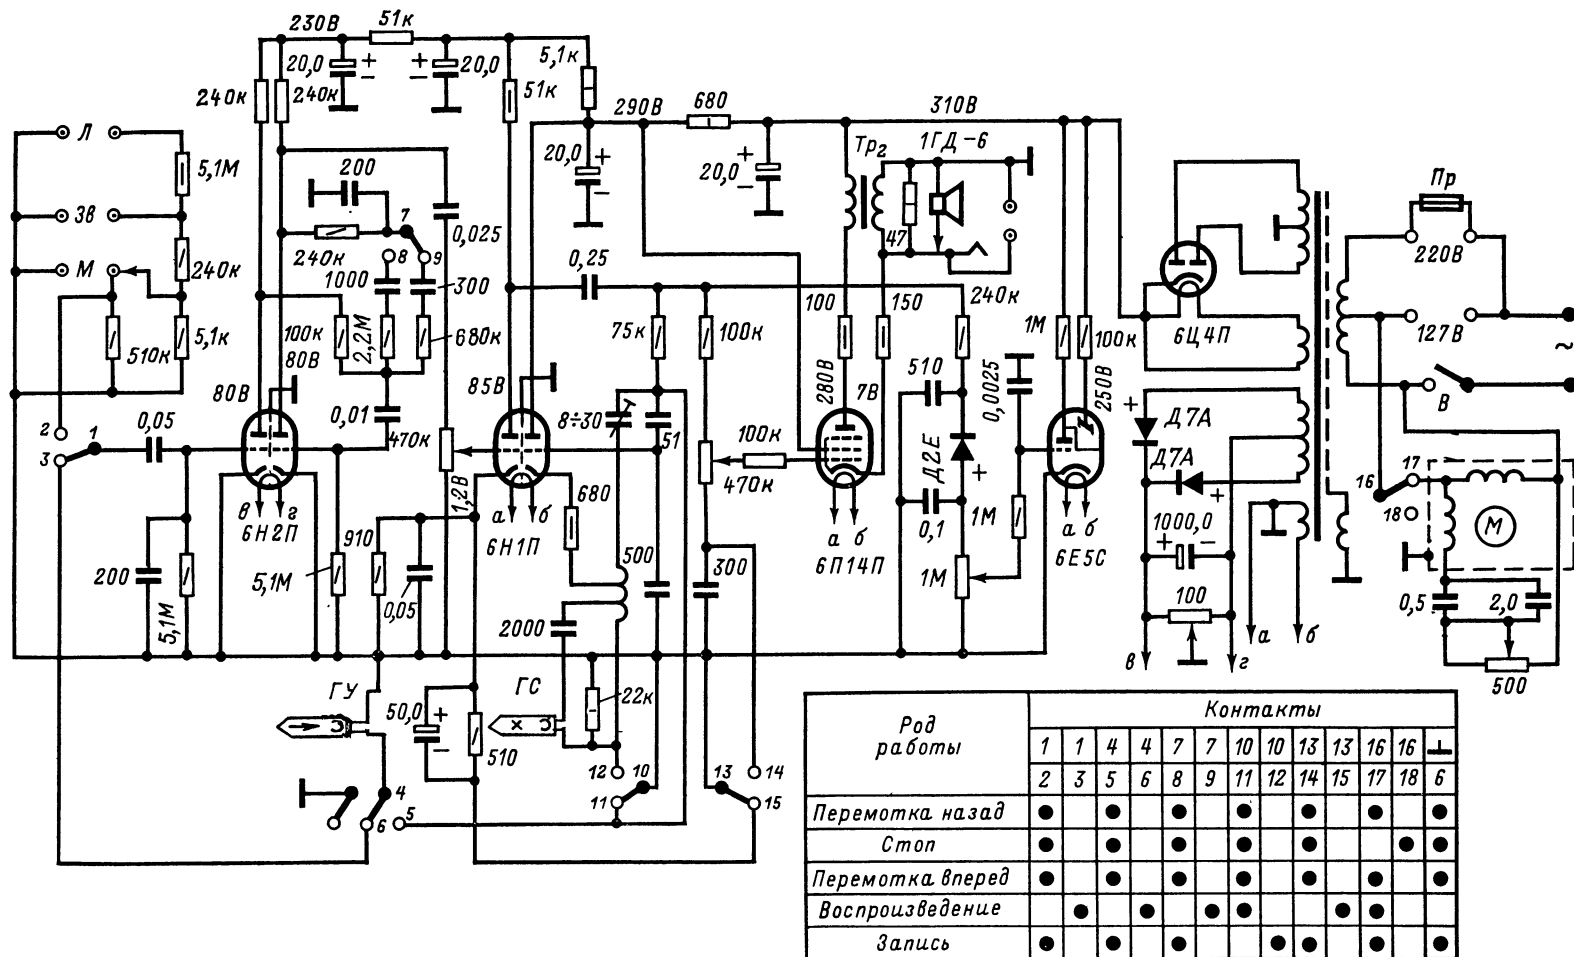 51к
230В
20,0 + −
+ − 20,0
5,1к
240к
240к
51к
290В
680
310В
Л
5,1М
200
20,0 + −
20,0 + −
Тр₂
1ГД-6
Пр
Зв
7
0,025
47
220В
240к
240к
8
9
0,25
М
1000
300
100
150
240к
6Ц4П
127В
510к
5,1к
100к
2,2М
680к
75к
100к
1М
100к
~
80В
80В
85В
510
0,0025
280В
7В
250В
В
0,01
8÷30
51
+
Д7А
2
1
0,05
470к
100к
Д2Е
Д7А
3
1,2В
470к
+
+
17
16
в г
а б
680
а б
1М
а б
18
М
6Н2П
910
6Н1П
6П14П
0,1
6Е5С
1000,0
+ −
200
5,1М
5,1М
0,05
500
300
1М
100
0,5
2,0
2000
а б
в г
500
ГУ
ГС
22к
50,0 + −
510
12 10
13 14
11
15
4
6 5
Род работы
Контакты
1 1 4 4 7 7 10 10 13 13 16 16 ⊥
2 3 5 6 8 9 11 12 14 15 17 18 6
Перемотка назад ● ● ● ● ● ● ●
Стоп ● ● ● ● ● ● ●
Перемотка вперед ● ● ● ● ● ● ●
Воспроизведение ● ● ● ● ● ●
Запись ● ● ● ● ● ● ●